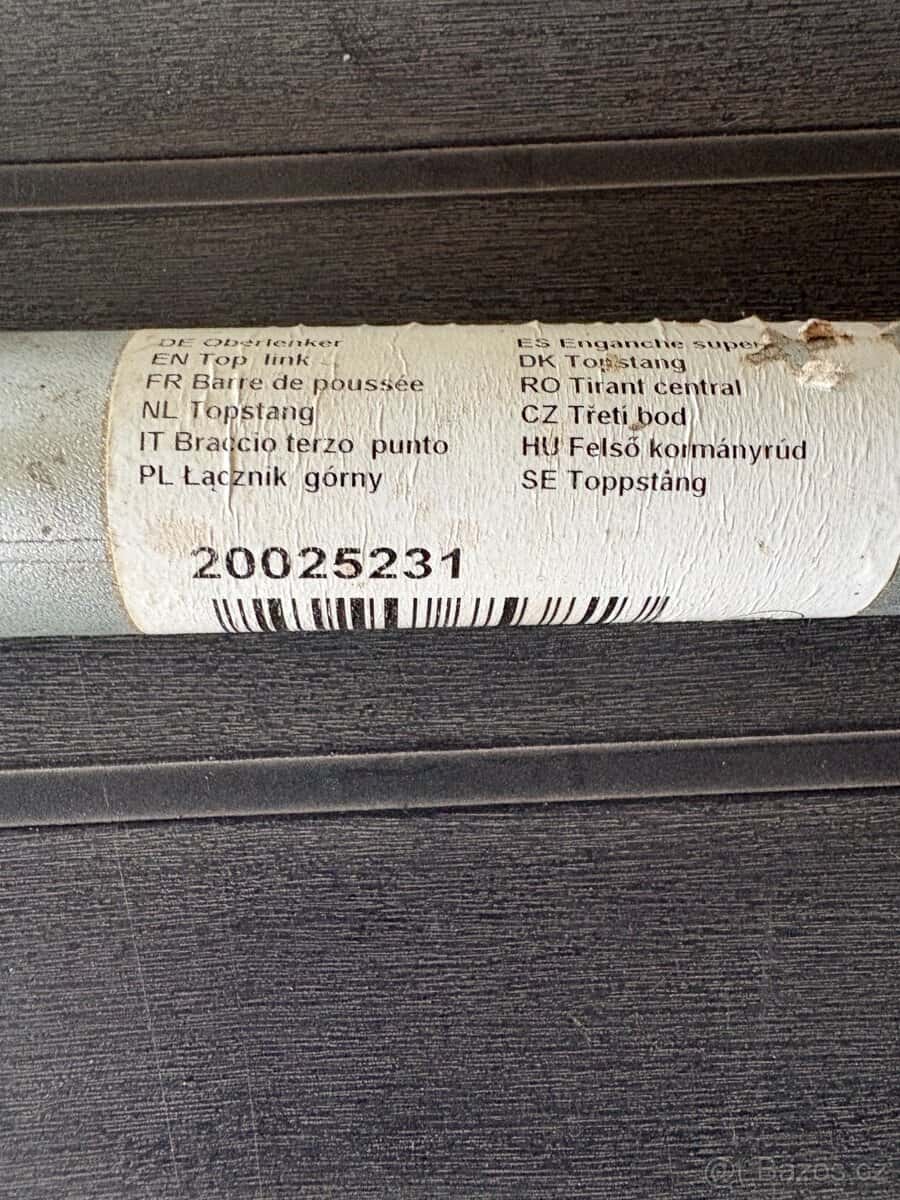 DE Oberlenker
EN Top link
FR Barre de poussée
NL Topstang
IT Braccio terzo punto
PL Łącznik górny
ES Enganche super
DK Topstang
RO Tirant central
CZ Třetí bod
HU Felső kormányrúd
SE Toppstång
20025231
Bazos.cz